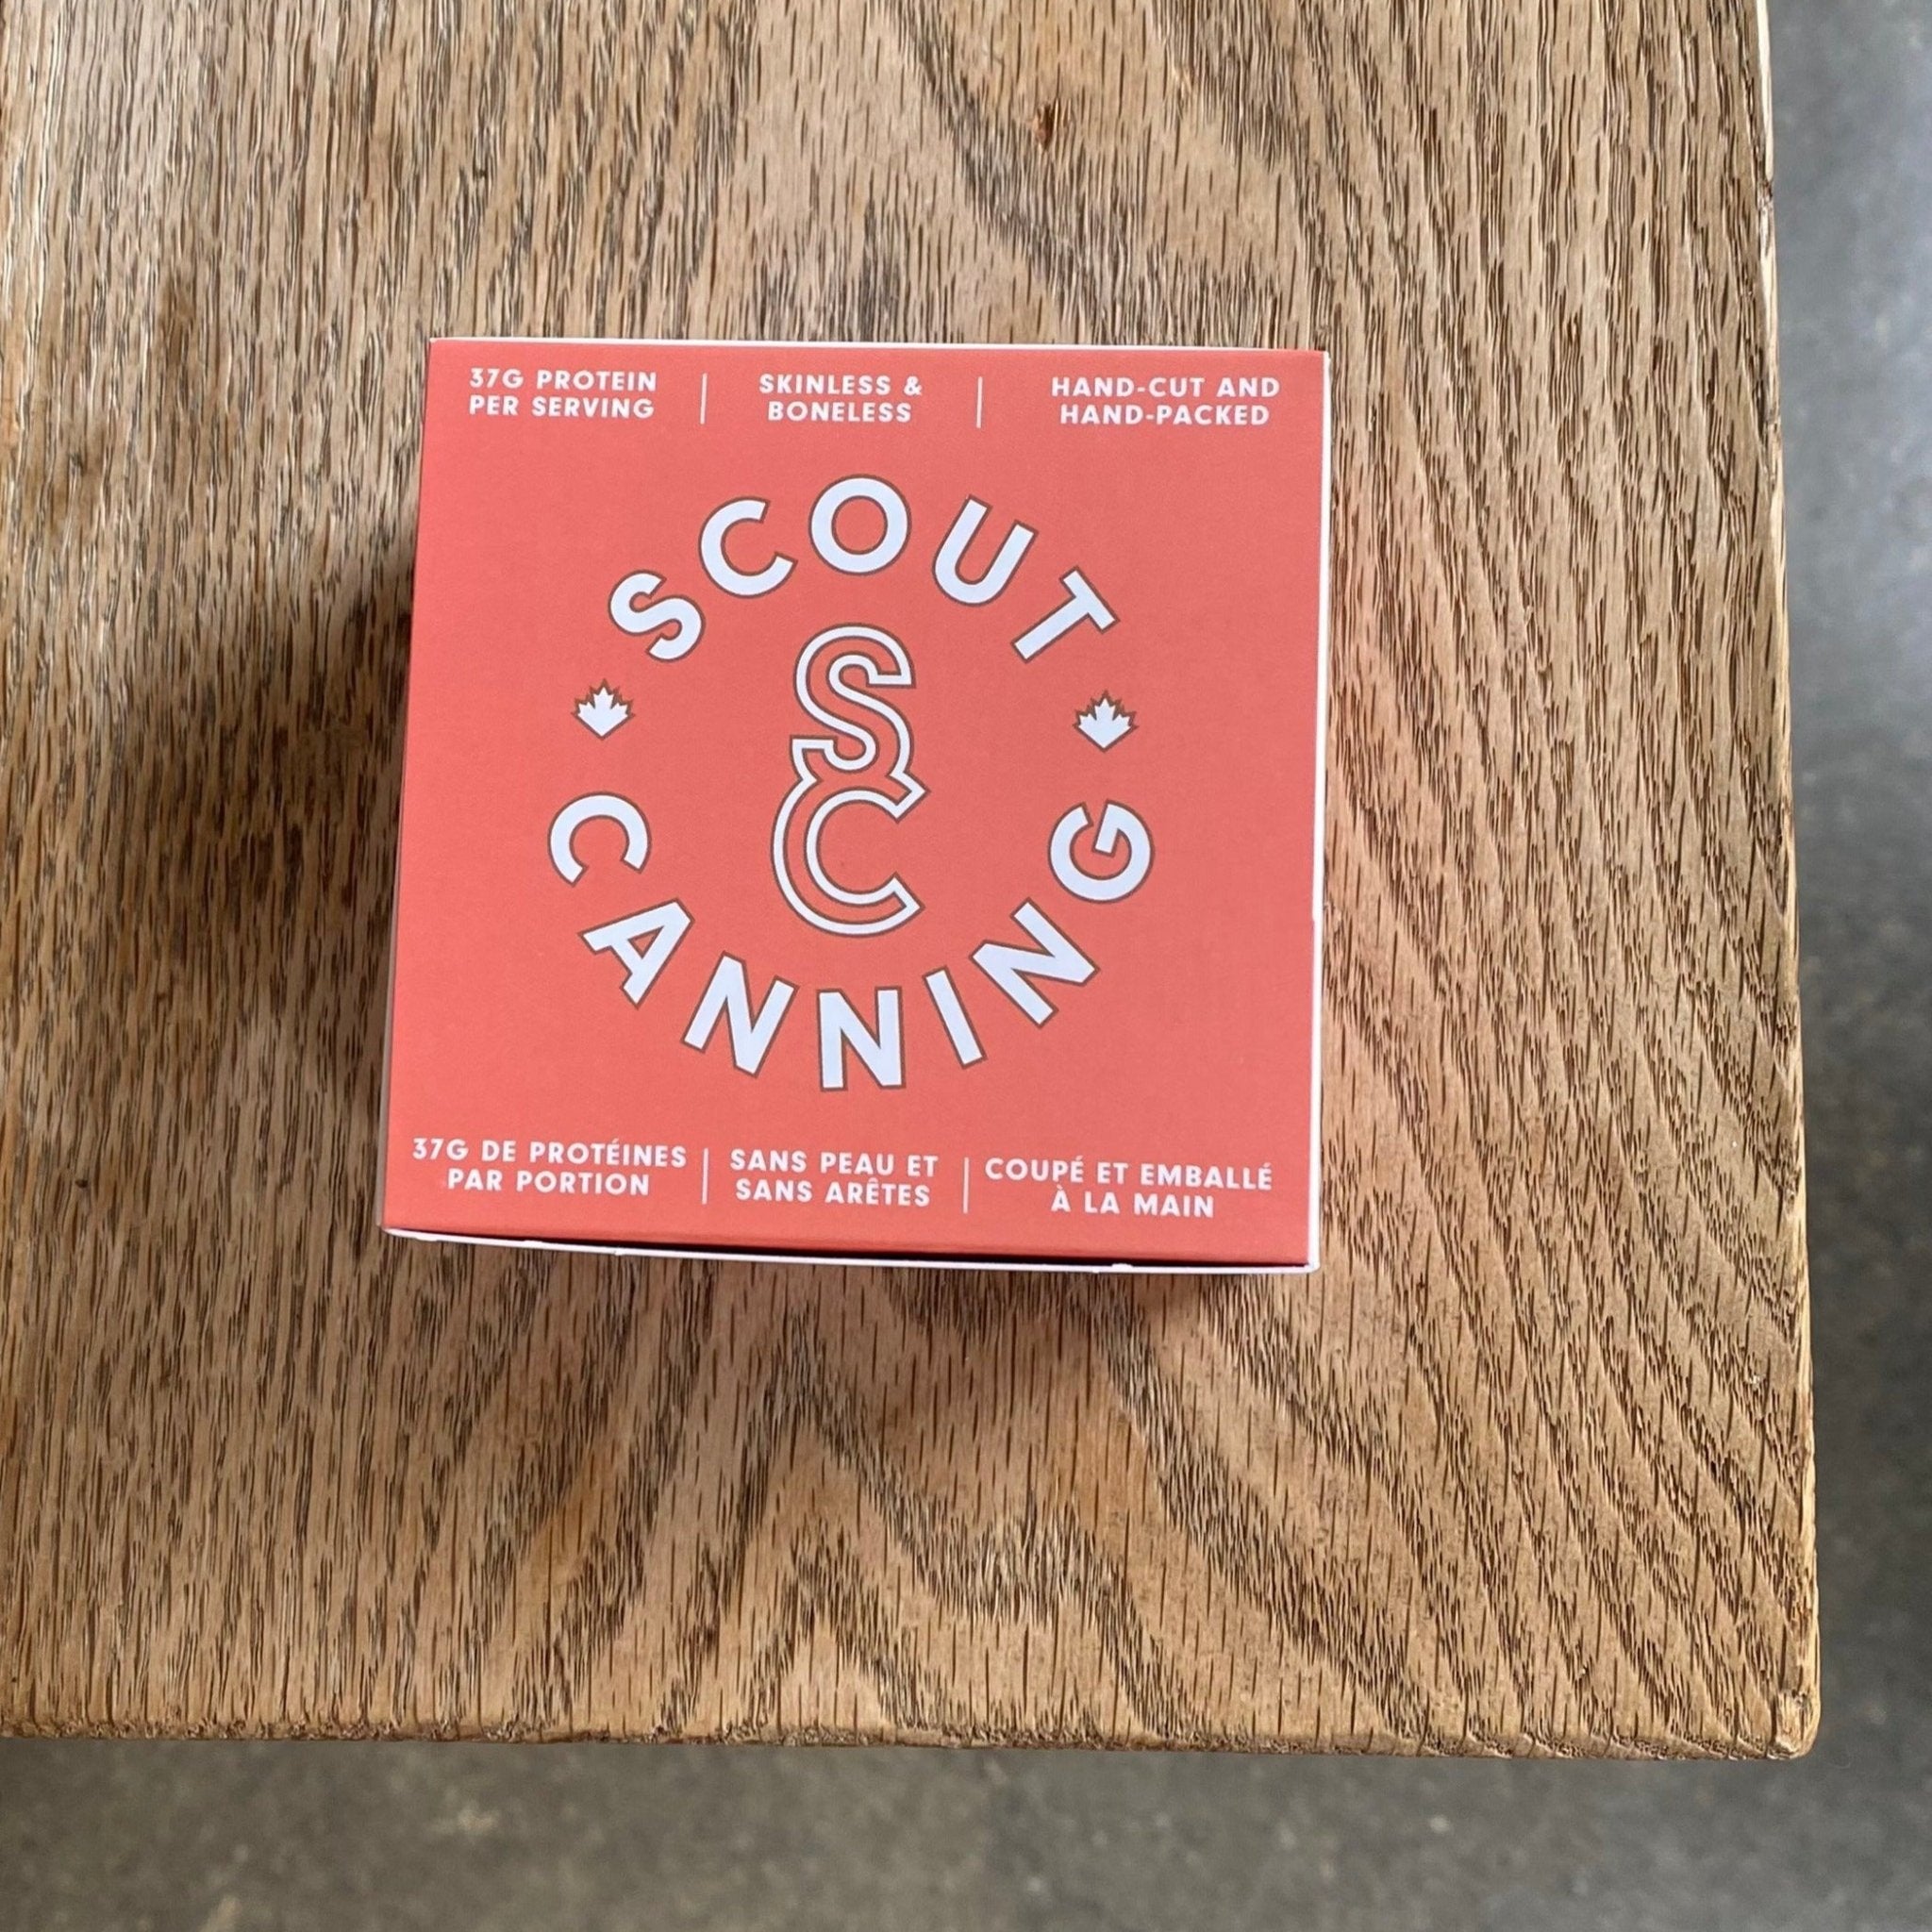 37G PROTEIN
PER SERVING
SKINLESS &
BONELESS
HAND-CUT AND
HAND-PACKED
SCOUT
SC
CANNING
37G DE PROTÉINES
PAR PORTION
SANS PEAU ET
SANS ARÊTES
COUPÉ ET EMBALLÉ
À LA MAIN